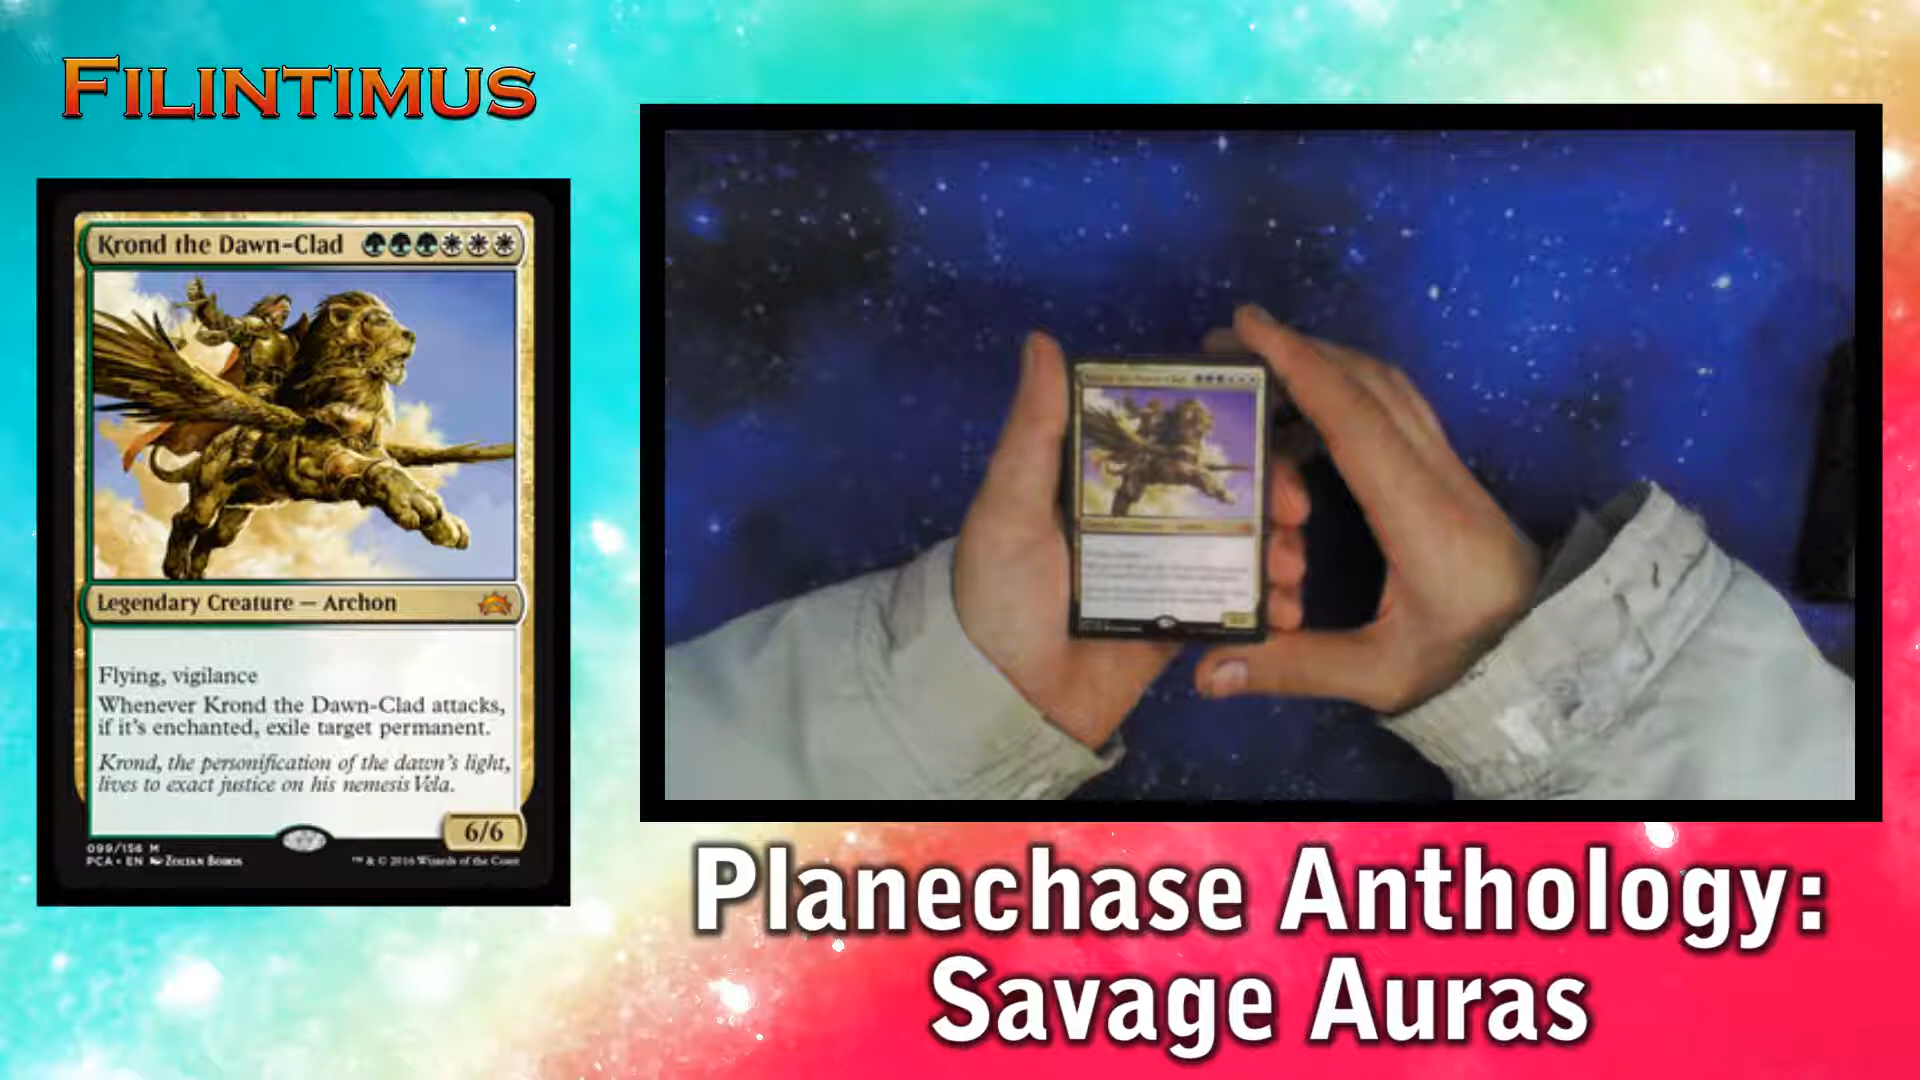 FILINTIMUS
Krond the Dawn-Clad
Legendary Creature — Archon
Flying, vigilance
Whenever Krond the Dawn-Clad attacks,
if it's enchanted, exile target permanent.
Krond, the personification of the dawn's light,
lives to exact justice on his nemesis Vela.
6/6
099/156 M
PCA • EN Zoltan Boros
™ & © 2016 Wizards of the Coast
Planechase Anthology:
Savage Auras